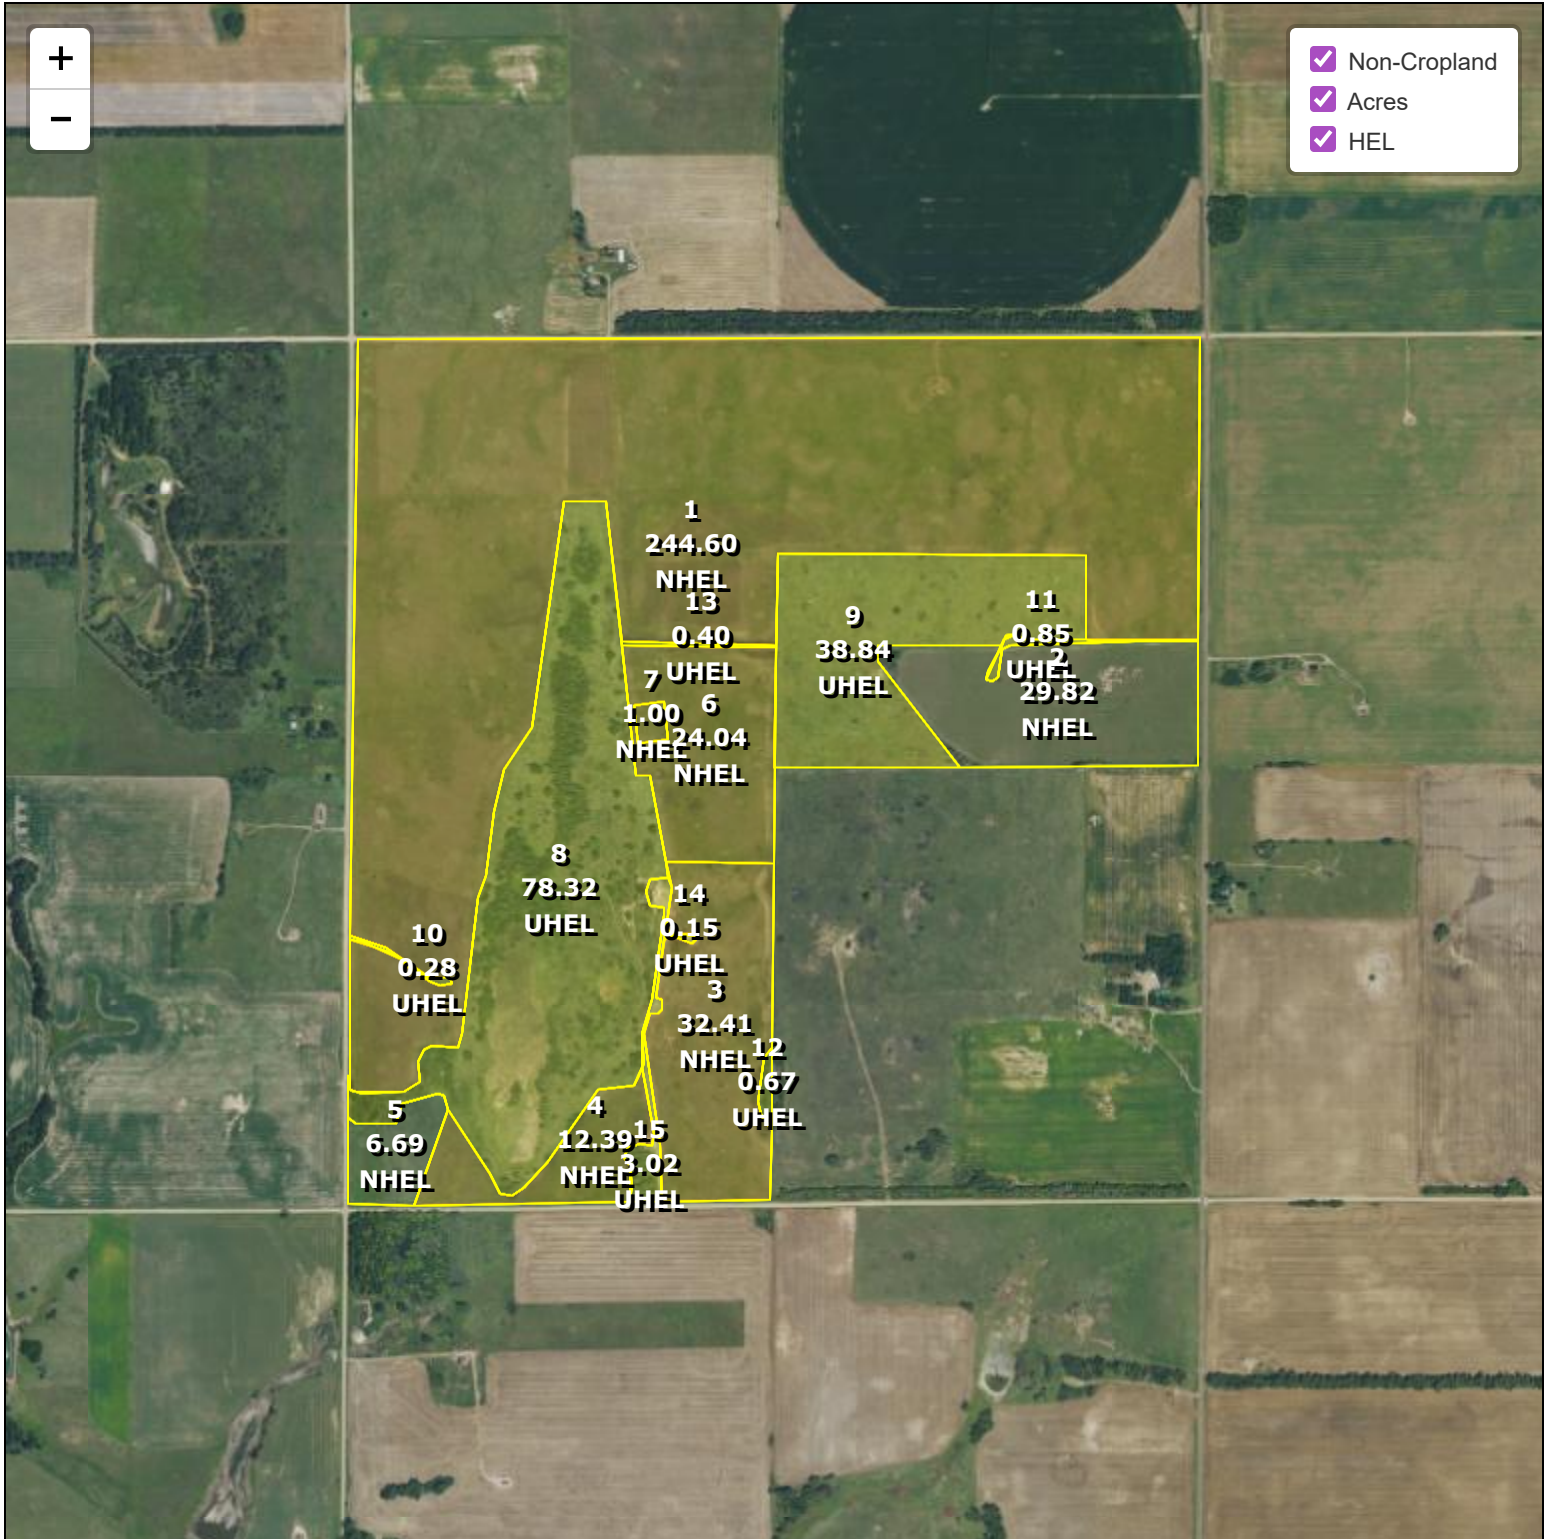 +
−
Non-Cropland
Acres
HEL
1
244.60
NHEL
13
0.40
UHEL
9
38.84
UHEL
11
0.85
UHEL
2
29.82
NHEL
7
1.00
NHEL
6
24.04
NHEL
8
78.32
UHEL
14
0.15
UHEL
10
0.28
UHEL
3
32.41
NHEL
12
0.67
UHEL
5
6.69
NHEL
4
12.39
NHEL
15
3.02
UHEL